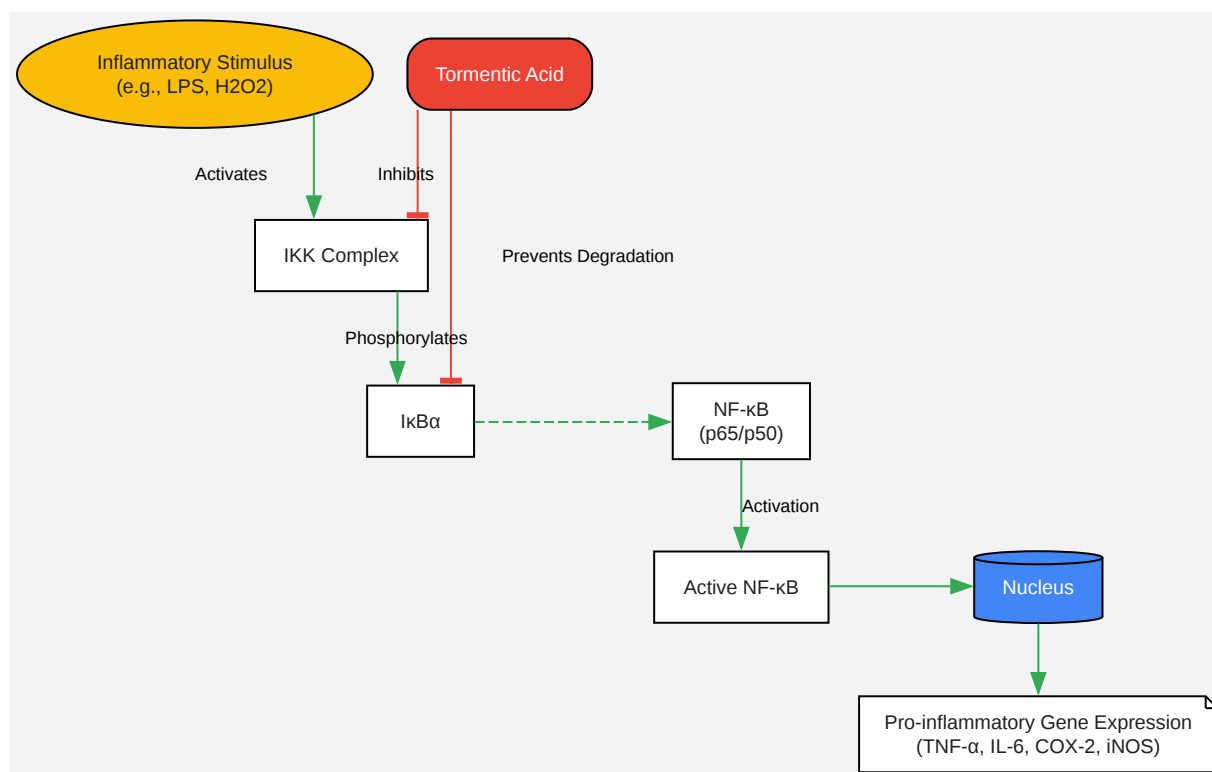 Inflammatory Stimulus
(e.g., LPS, H2O2)
Tormentic Acid
Activates
Inhibits
IKK Complex
Prevents Degradation
Phosphorylates
IκBα
NF-κB
(p65/p50)
Activation
Active NF-κB
Nucleus
Pro-inflammatory Gene Expression
(TNF-α, IL-6, COX-2, iNOS)